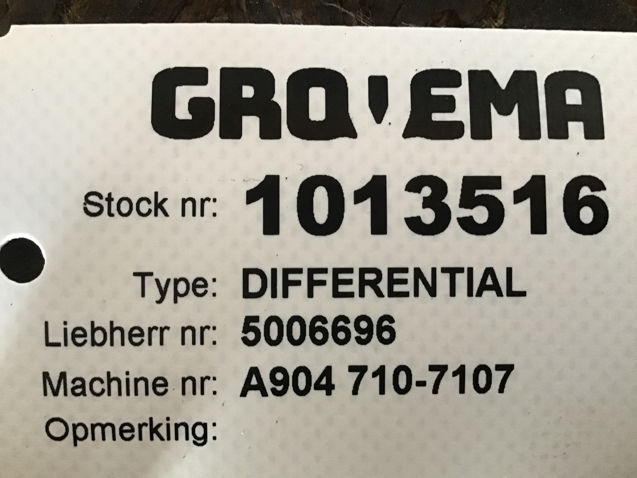 GROEMA
Stock nr: 1013516
Type: DIFFERENTIAL
Liebherr nr: 5006696
Machine nr: A904 710-7107
Opmerking: